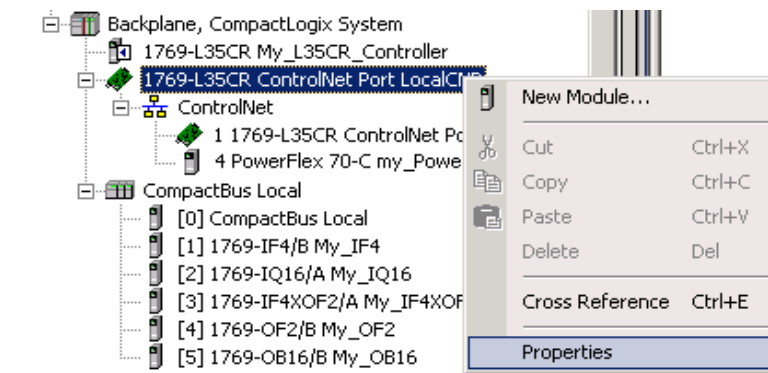 Backplane, CompactLogix System
1769-L35CR My_L35CR_Controller
1769-L35CR ControlNet Port LocalCNB
ControlNet
1 1769-L35CR ControlNet Po
4 PowerFlex 70-C my_Powe
CompactBus Local
[0] CompactBus Local
[1] 1769-IF4/B My_IF4
[2] 1769-IQ16/A My_IQ16
[3] 1769-IF4XOF2/A My_IF4XOF
[4] 1769-OF2/B My_OF2
[5] 1769-OB16/B My_OB16
New Module...
Cut Ctrl+X
Copy Ctrl+C
Paste Ctrl+V
Delete Del
Cross Reference Ctrl+E
Properties